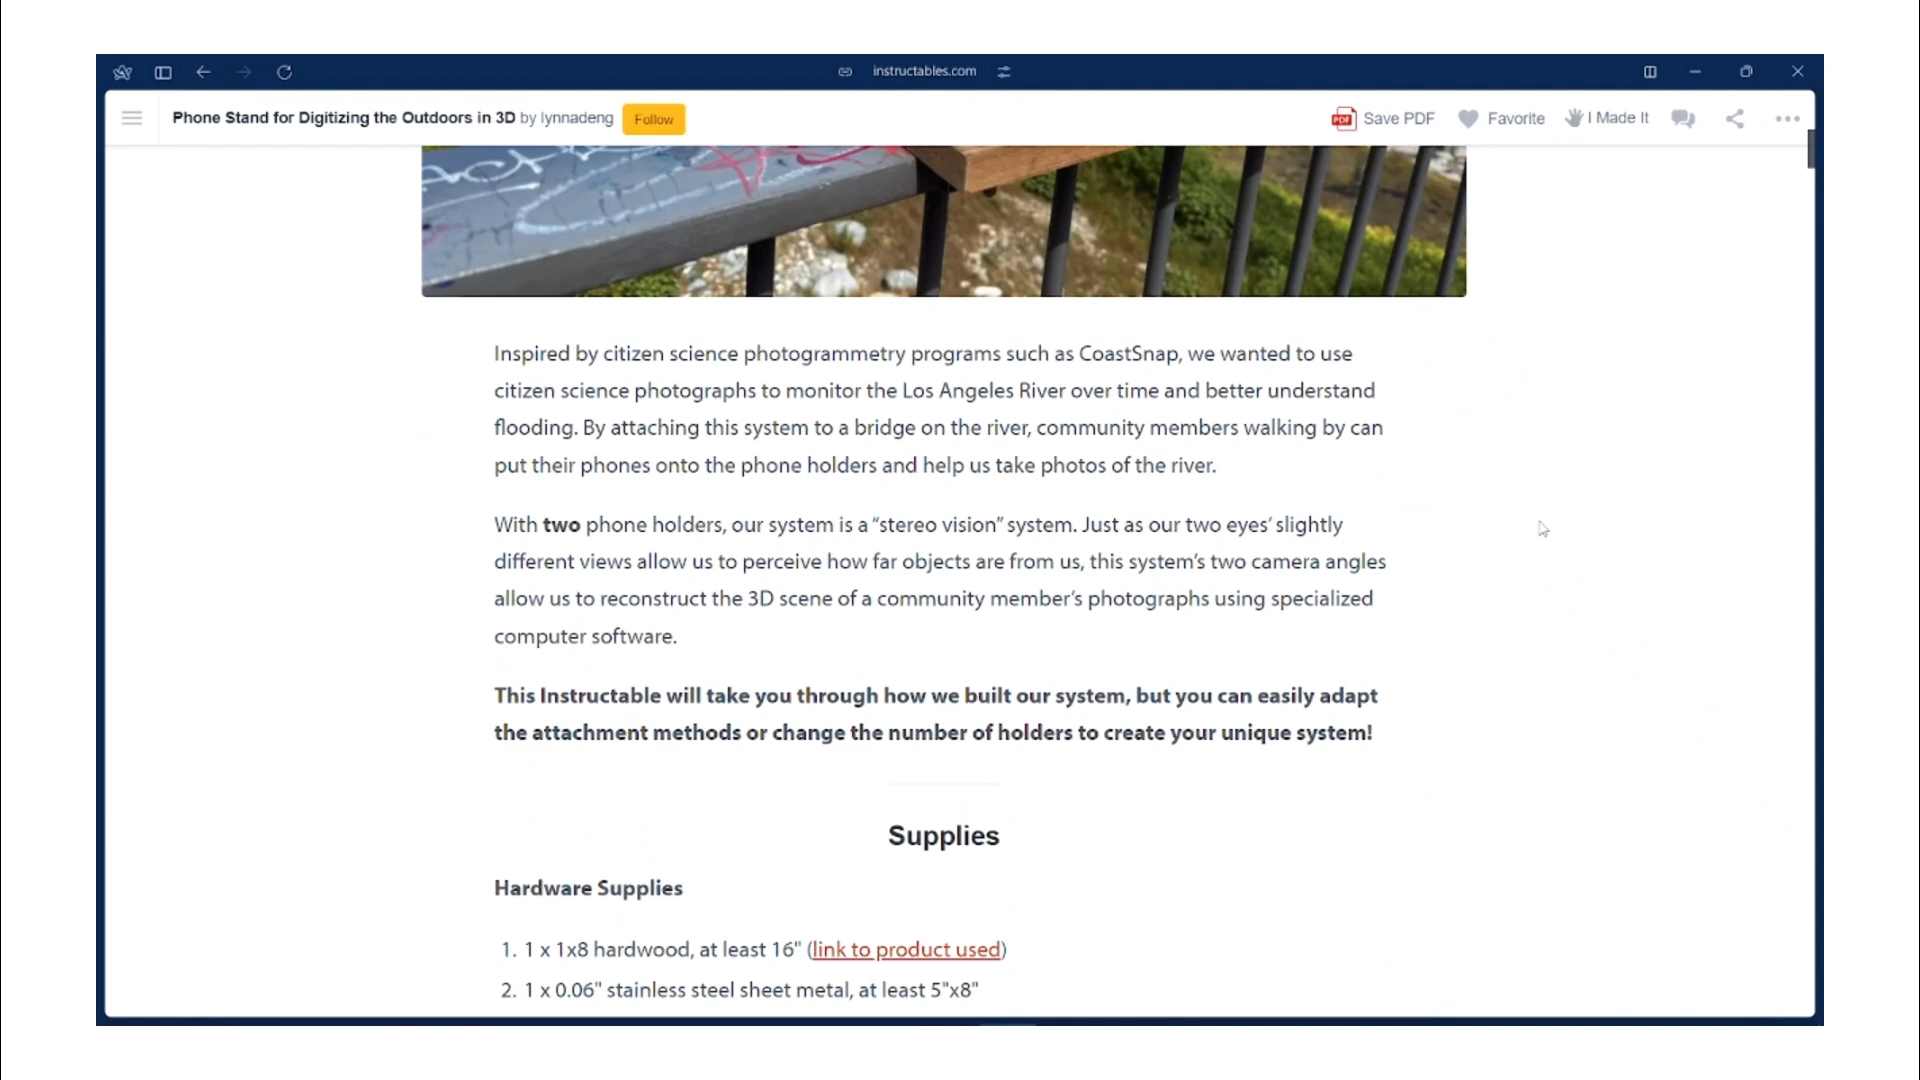 instructables.com
Phone Stand for Digitizing the Outdoors in 3D by lynnadeng Follow PDF Save PDF Favorite I Made It
Inspired by citizen science photogrammetry programs such as CoastSnap, we wanted to use
citizen science photographs to monitor the Los Angeles River over time and better understand
flooding. By attaching this system to a bridge on the river, community members walking by can
put their phones onto the phone holders and help us take photos of the river.
With two phone holders, our system is a “stereo vision” system. Just as our two eyes’ slightly
different views allow us to perceive how far objects are from us, this system’s two camera angles
allow us to reconstruct the 3D scene of a community member’s photographs using specialized
computer software.
This Instructable will take you through how we built our system, but you can easily adapt
the attachment methods or change the number of holders to create your unique system!
Supplies
Hardware Supplies
1. 1 x 1x8 hardwood, at least 16" (link to product used)
2. 1 x 0.06" stainless steel sheet metal, at least 5"x8"